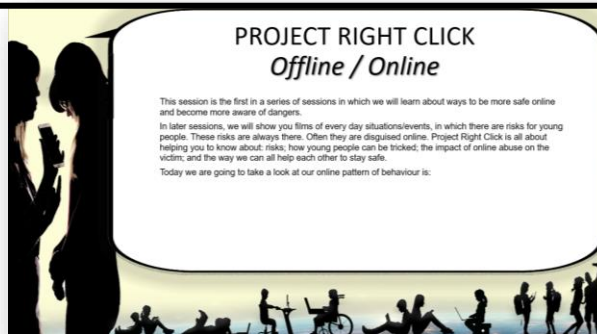 PROJECT RIGHT CLICK
Offline / Online
This session is the first in a series of sessions in which we will learn about ways to be more safe online
and become more aware of dangers.
In later sessions, we will show you films of every day situations/events, in which there are risks for young
people. These risks are always there. Often they are disguised online. Project Right Click is all about
helping you to know about: risks; how young people can be tricked; the impact of online abuse on the
victim; and the way we can all help each other to stay safe.
Today we are going to take a look at our online pattern of behaviour is: